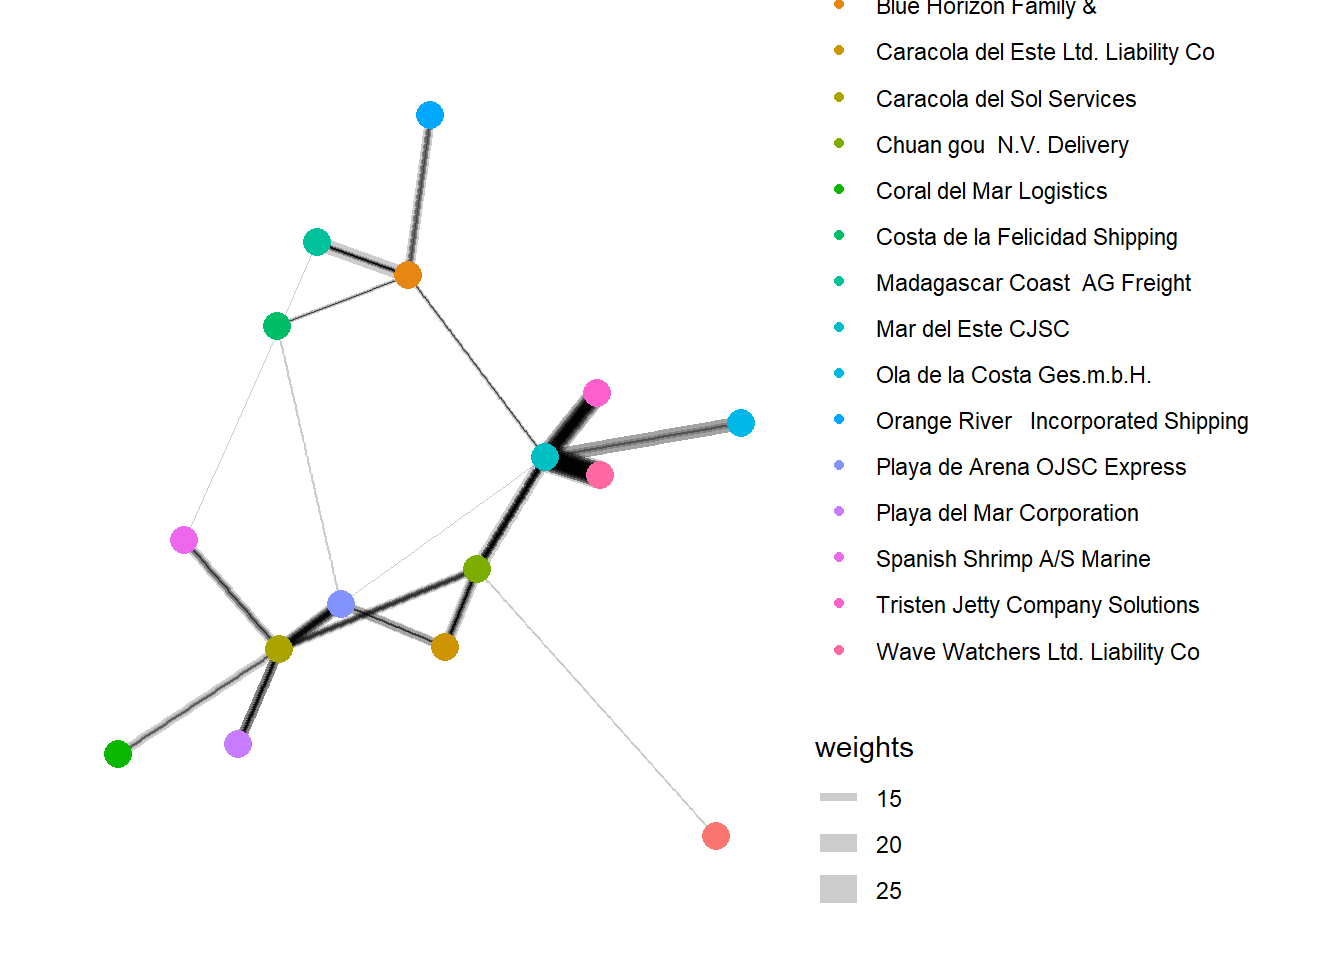 Blue Horizon Family &
Caracola del Este Ltd. Liability Co
Caracola del Sol Services
Chuan gou  N.V. Delivery
Coral del Mar Logistics
Costa de la Felicidad Shipping
Madagascar Coast  AG Freight
Mar del Este CJSC
Ola de la Costa Ges.m.b.H.
Orange River   Incorporated Shipping
Playa de Arena OJSC Express
Playa del Mar Corporation
Spanish Shrimp A/S Marine
Tristen Jetty Company Solutions
Wave Watchers Ltd. Liability Co
weights
15
20
25